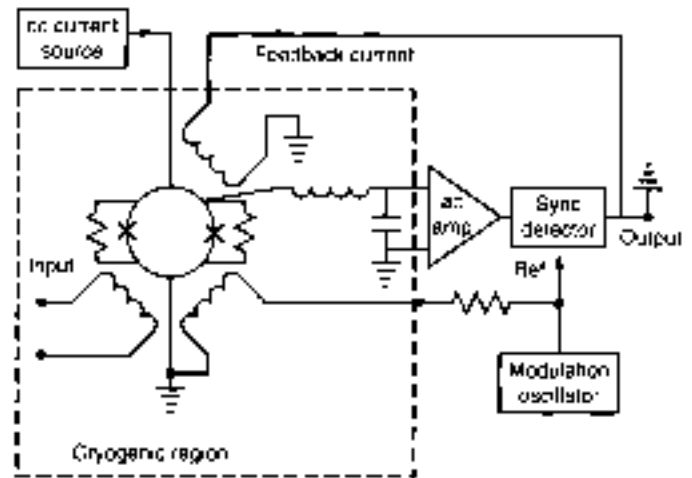 dc current
source
Feedback current
ac
amp
Sync
detector
Output
Input
Ref
Modulation
oscillator
Cryogenic region